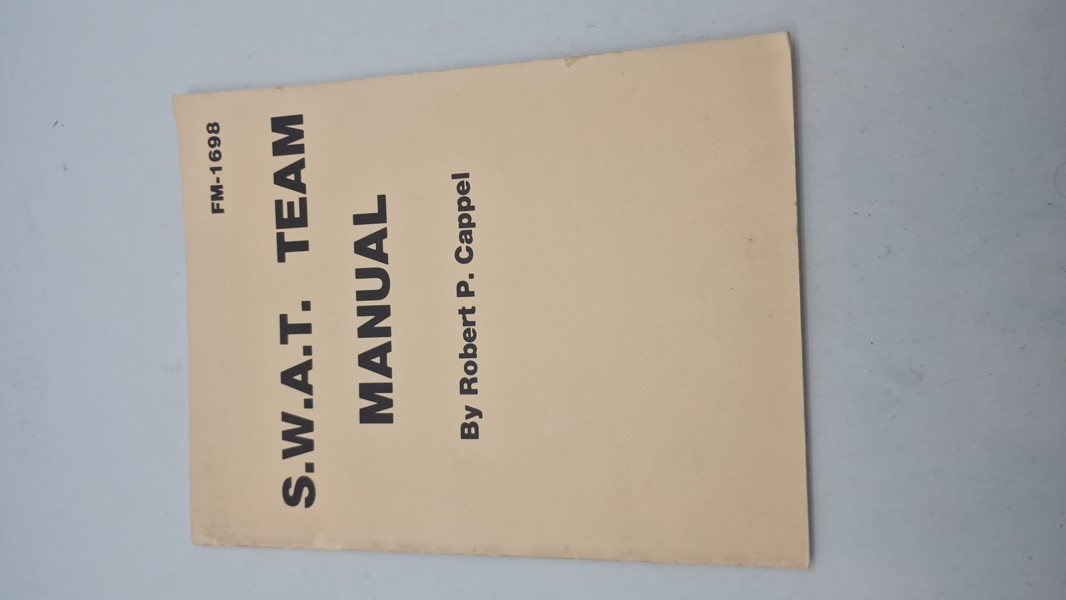 FM-1698
S.W.A.T. TEAM
MANUAL
By Robert P. Cappel